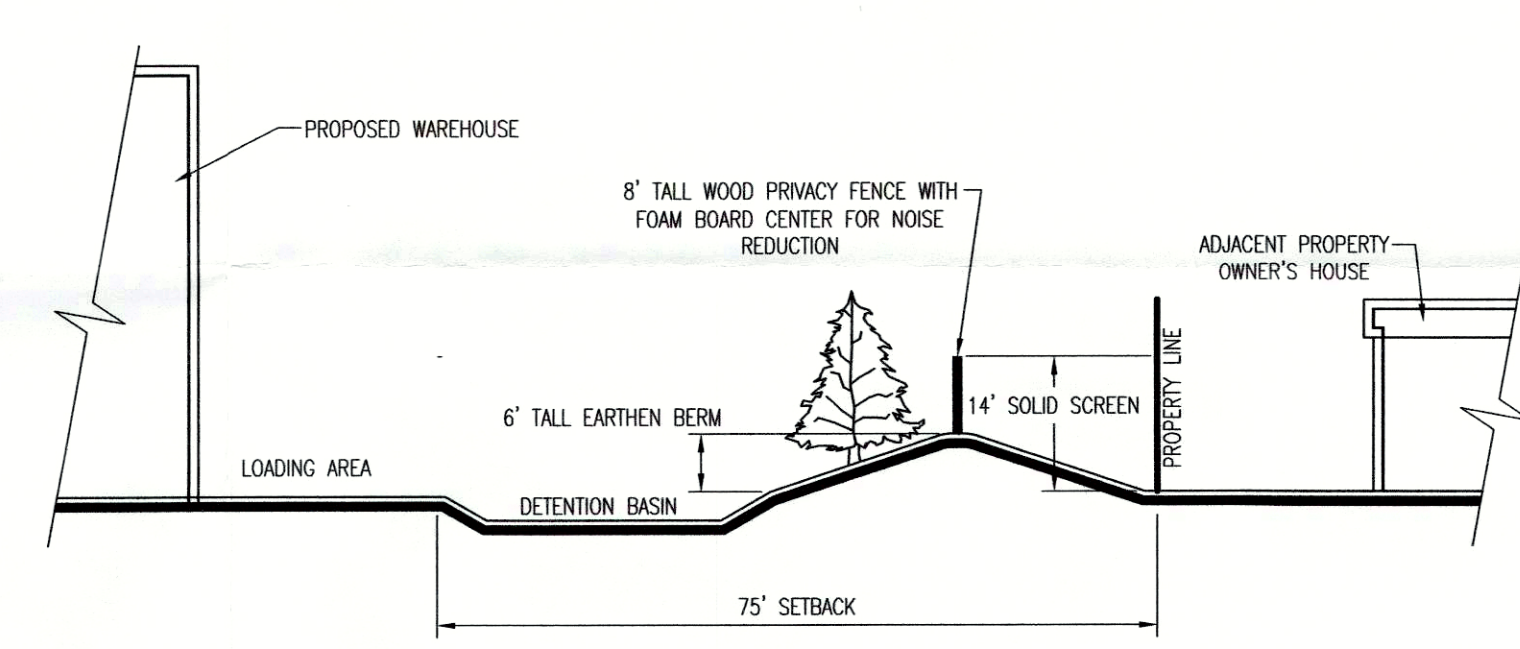 PROPOSED WAREHOUSE
8' TALL WOOD PRIVACY FENCE WITH
FOAM BOARD CENTER FOR NOISE
REDUCTION
ADJACENT PROPERTY
OWNER'S HOUSE
6' TALL EARTHEN BERM
14' SOLID SCREEN
PROPERTY LINE
LOADING AREA
DETENTION BASIN
75' SETBACK